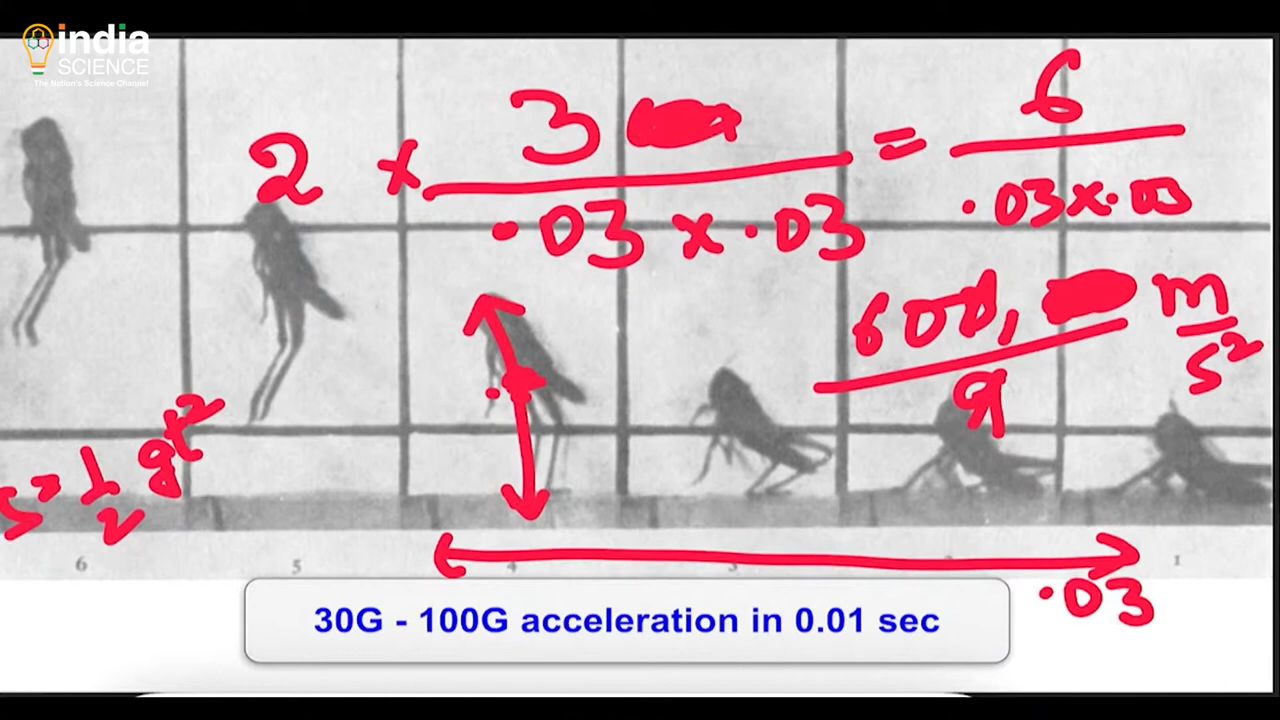 india
SCIENCE
The Nation's Science Channel
2 × 3 / .03 × .03 = 6 / .03 × .03
600, / 9 m / s²
s = 1/2 gt²
.03
6 5 4 3 2 1
30G - 100G acceleration in 0.01 sec